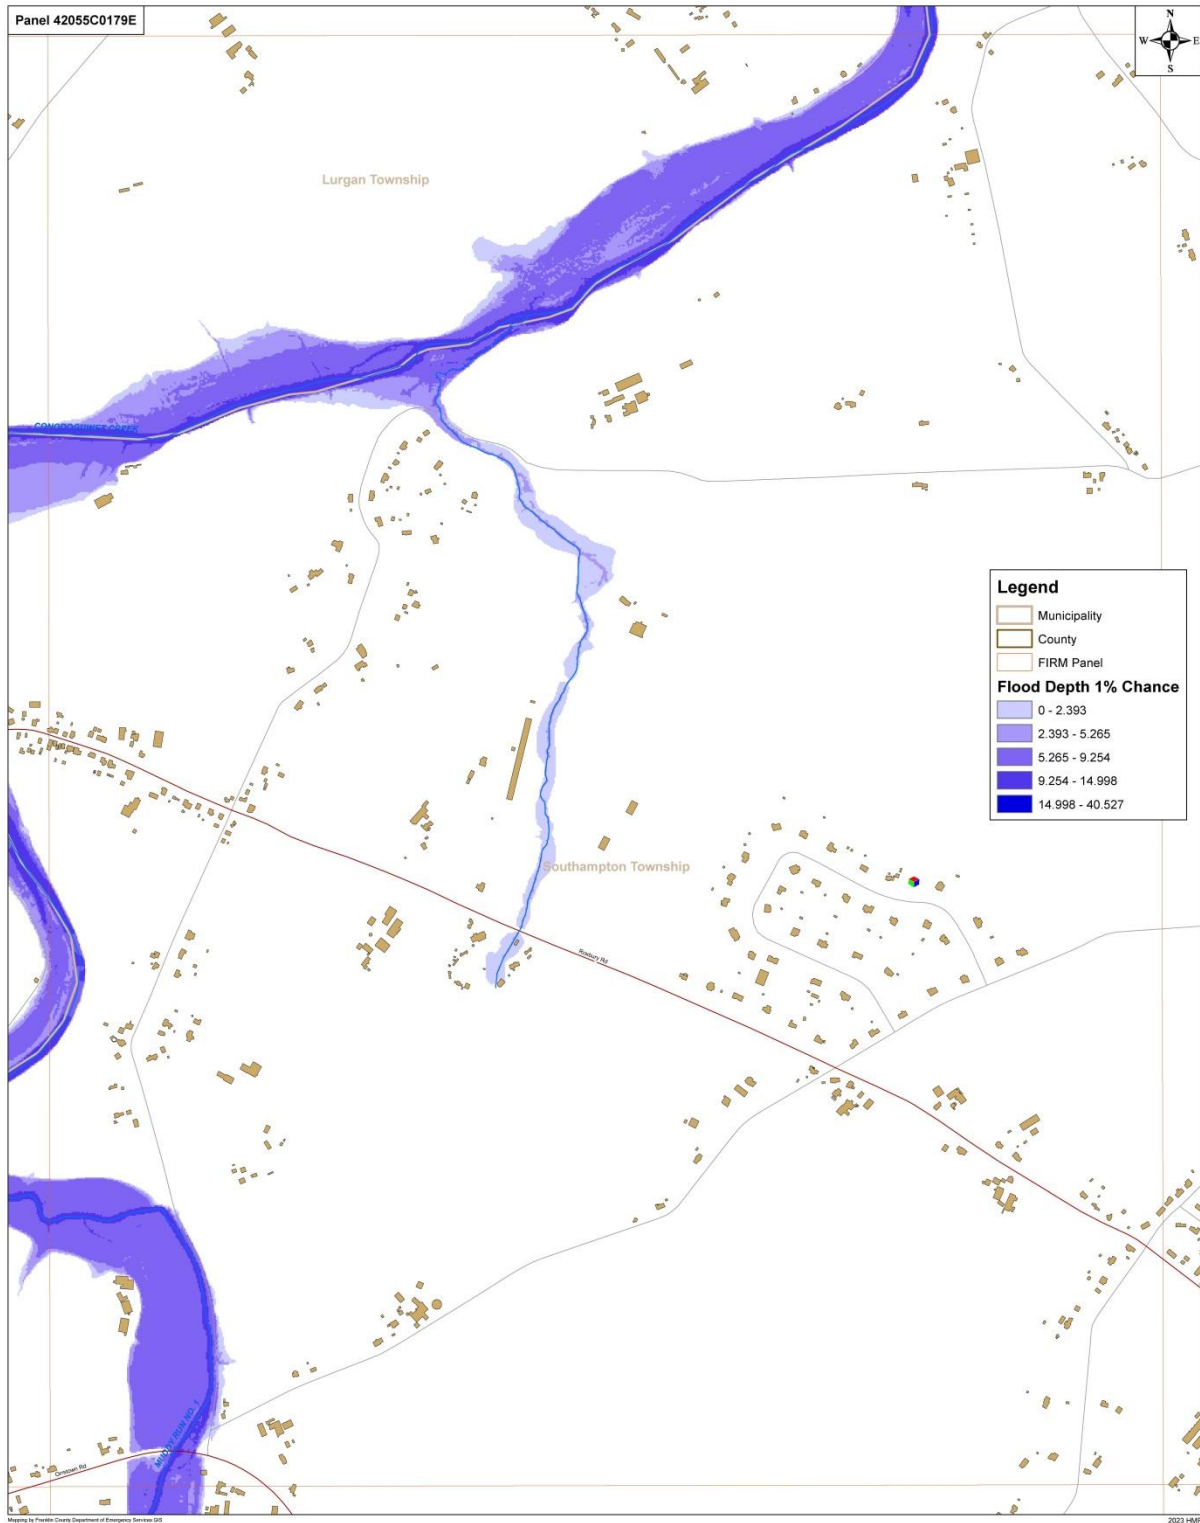 Panel 42055C0179E
N
W E
S
Lurgan Township
CONODOGUINET CREEK
Legend
Municipality
County
FIRM Panel
Flood Depth 1% Chance
0 - 2.393
2.393 - 5.265
5.265 - 9.254
9.254 - 14.998
14.998 - 40.527
Southampton Township
Roxbury Rd
MUDDY RUN NO. 1
Orrstown Rd
Mapping by Franklin County Department of Emergency Services GIS
2023 HMP